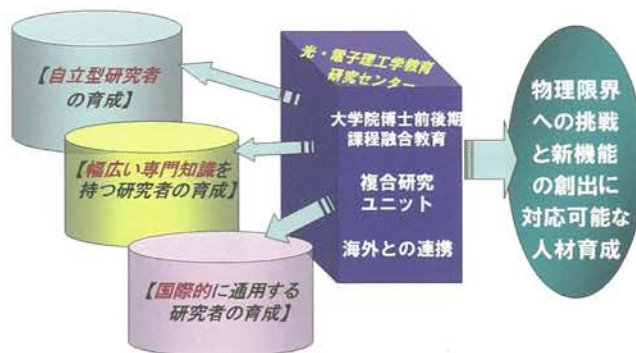 【自立型研究者
の育成】
【幅広い専門知識を
持つ研究者の育成】
【国際的に通用する
研究者の育成】
光・電子理工学教育
研究センター
大学院博士前後期
課程融合教育
複合研究
ユニット
海外との連携
物理限界
への挑戦
と新機能
の創出に
対応可能な
人材育成